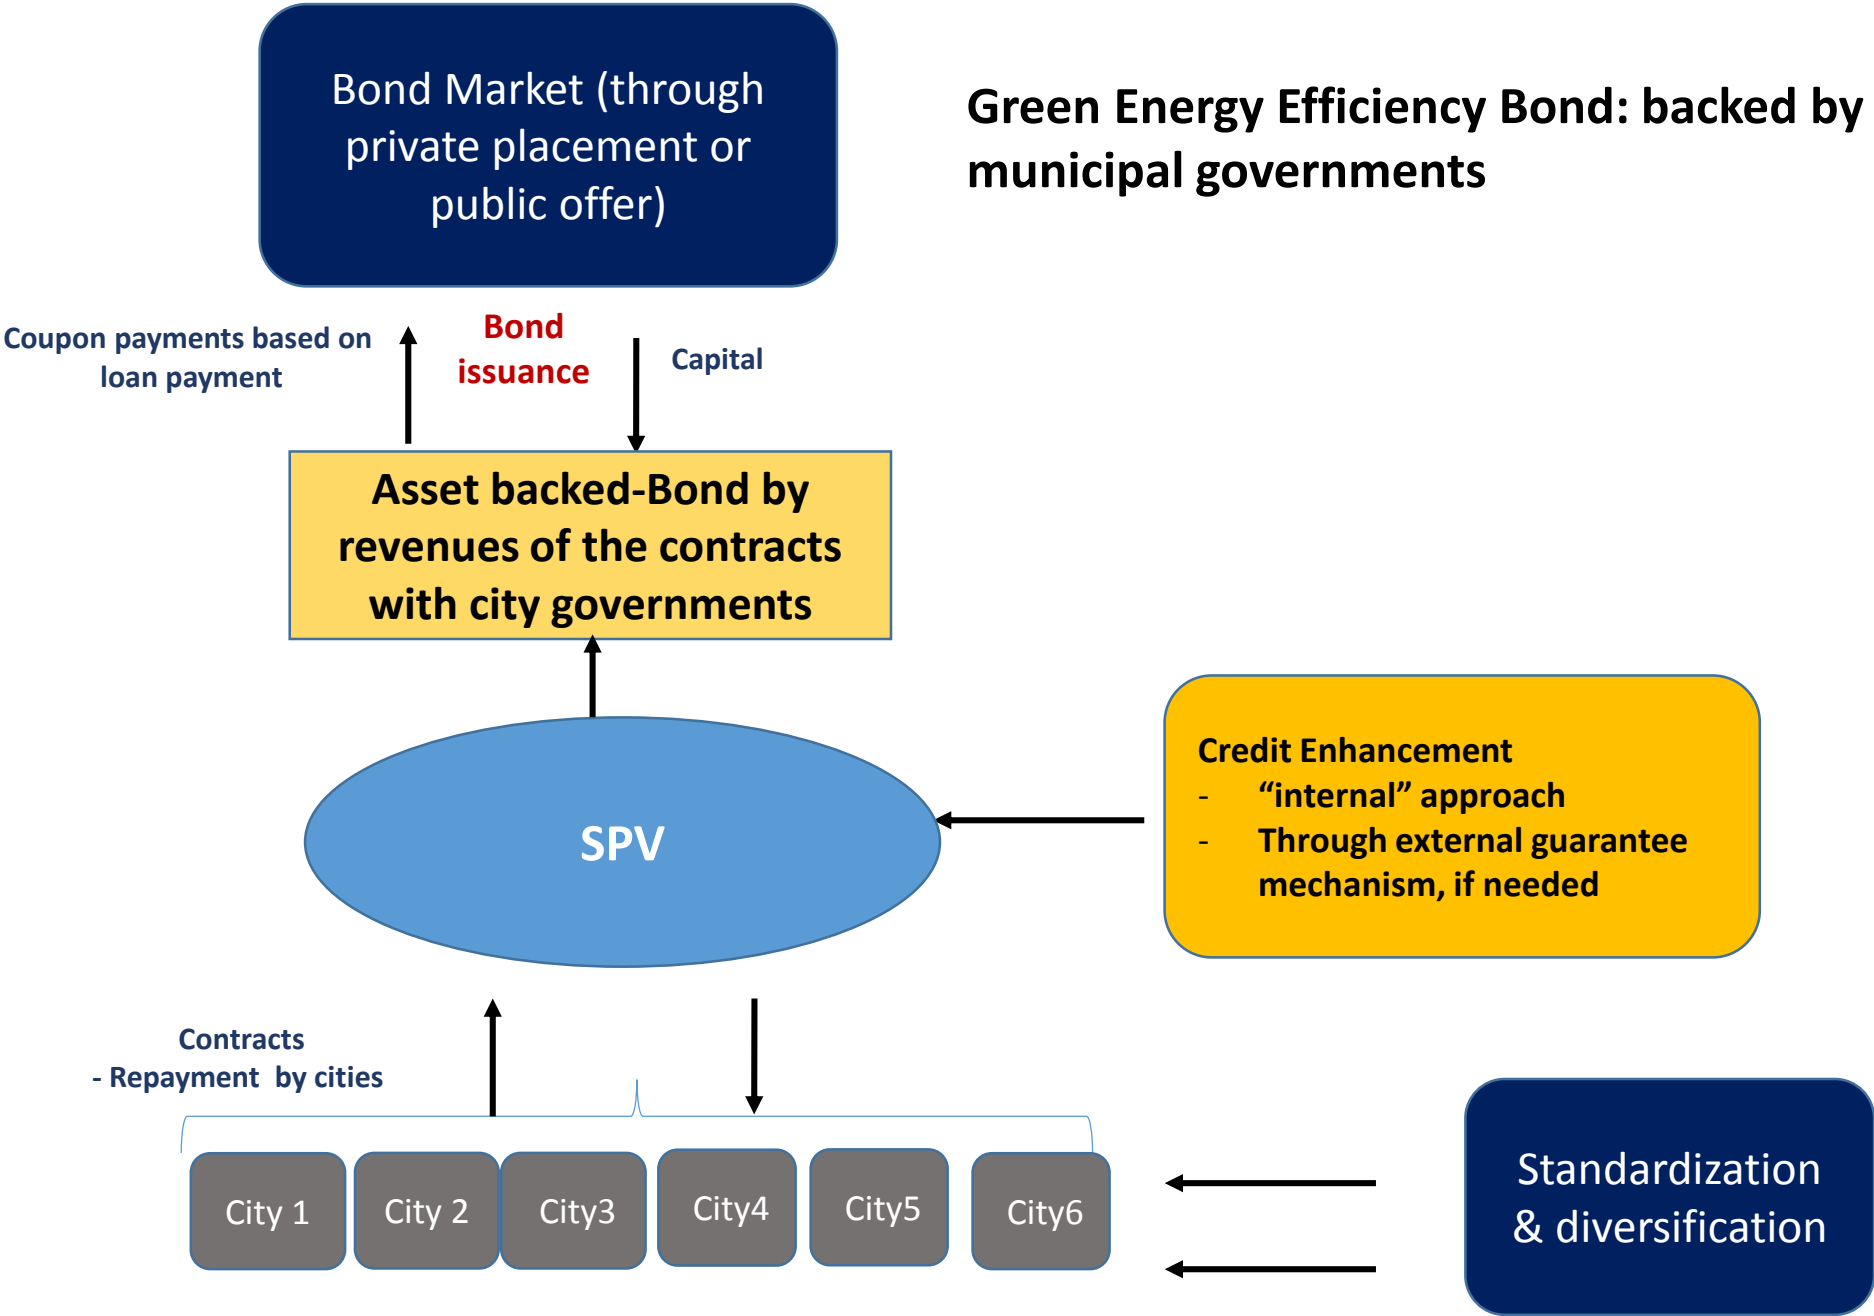 Bond Market (through
private placement or
public offer)
Green Energy Efficiency Bond: backed by
municipal governments
Coupon payments based on
loan payment
Bond
issuance
Capital
Asset backed-Bond by
revenues of the contracts
with city governments
SPV
Credit Enhancement
- “internal” approach
- Through external guarantee
mechanism, if needed
Contracts
- Repayment  by cities
City 1
City 2
City3
City4
City5
City6
Standardization
& diversification